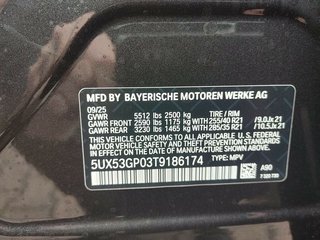 MFD BY BAYERISCHE MOTOREN WERKE AG
09/25
GVWR 5512 lbs 2500 kg TIRE / RIM
GAWR FRONT 2590 lbs 1175 kg 255/40 R21 / 9.0J x 21
GAWR REAR 3230 lbs 1465 kg 285/35 R21 / 10.5J x 21
THIS VEHICLE CONFORMS TO ALL APPLICABLE U.S. FEDERAL
MOTOR VEHICLE SAFETY AND THEFT PREVENTION STANDARDS
IN EFFECT ON THE DATE OF MANUFACTURE SHOWN ABOVE.
5UX53GP03T9186174 TYPE: MPV
A90